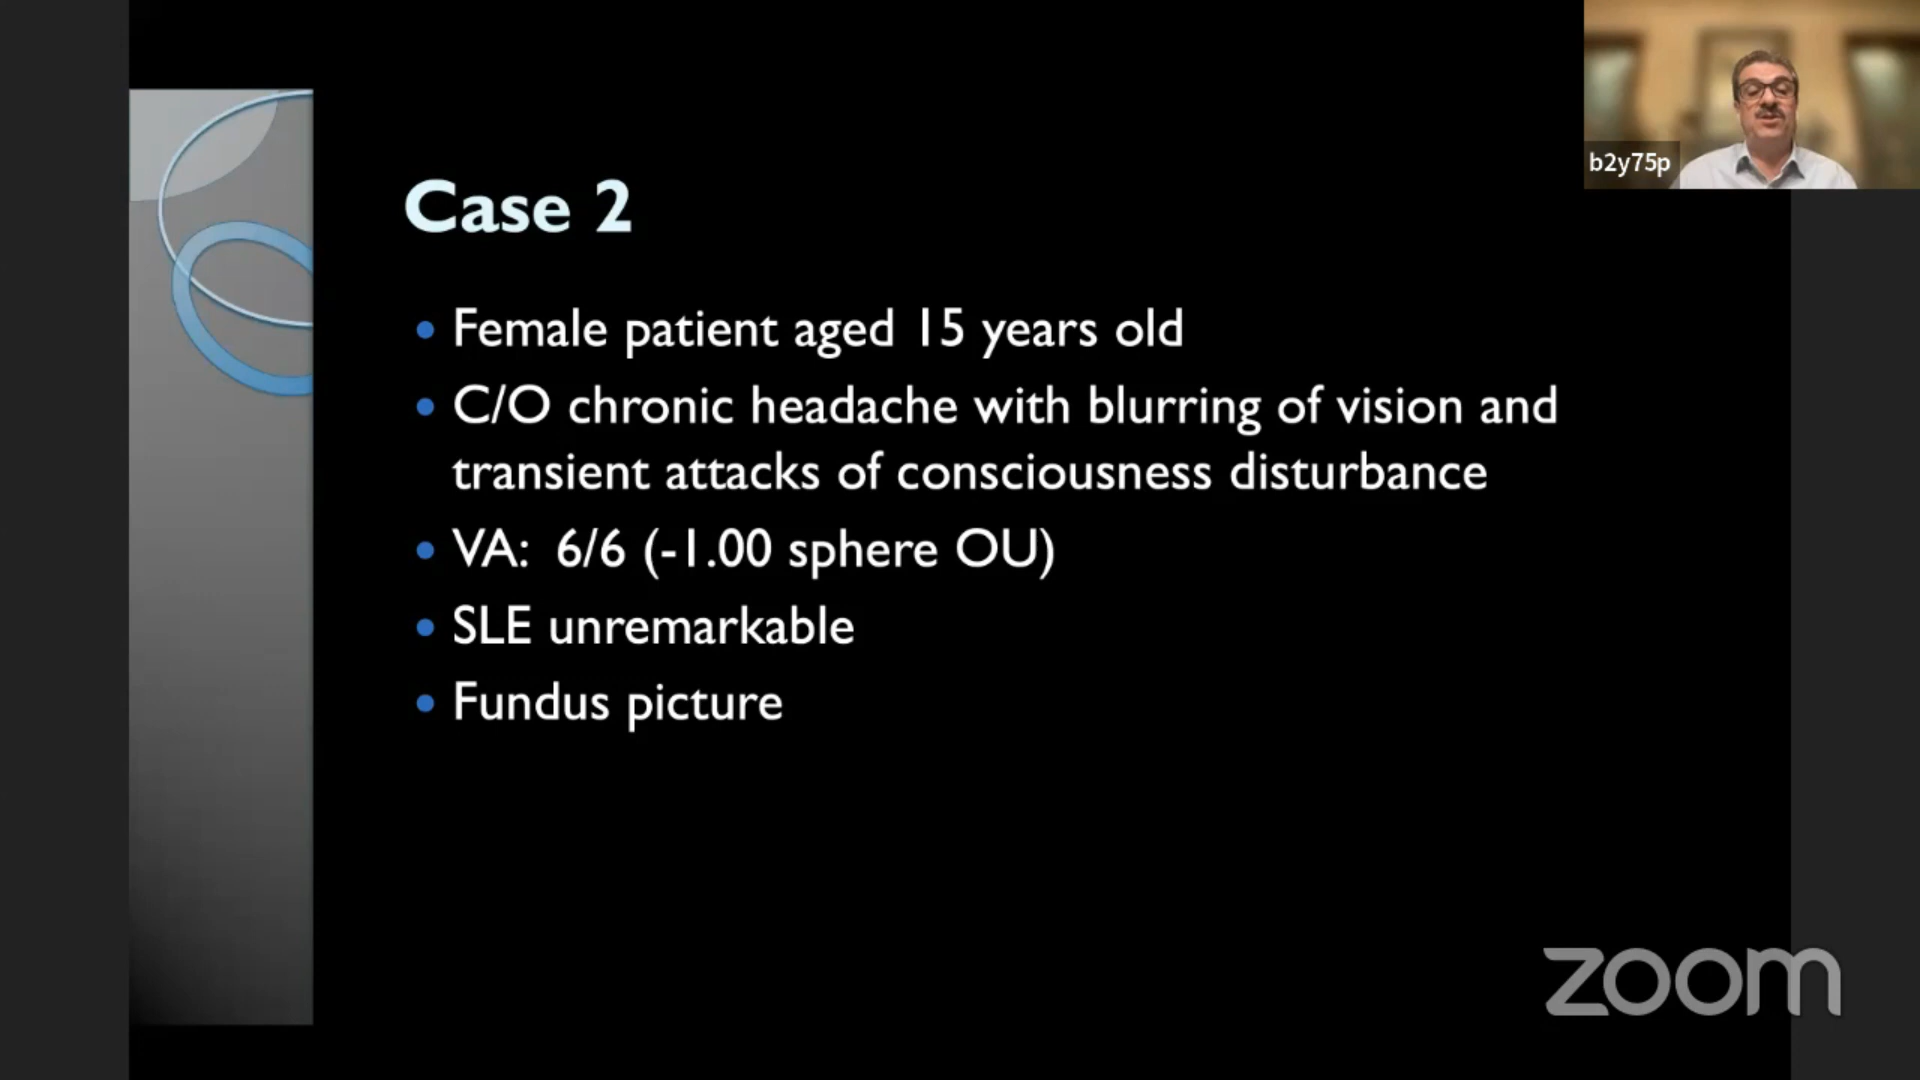 b2y75p
Case 2
• Female patient aged 15 years old
• C/O chronic headache with blurring of vision and
transient attacks of consciousness disturbance
• VA: 6/6 (-1.00 sphere OU)
• SLE unremarkable
• Fundus picture
zoom